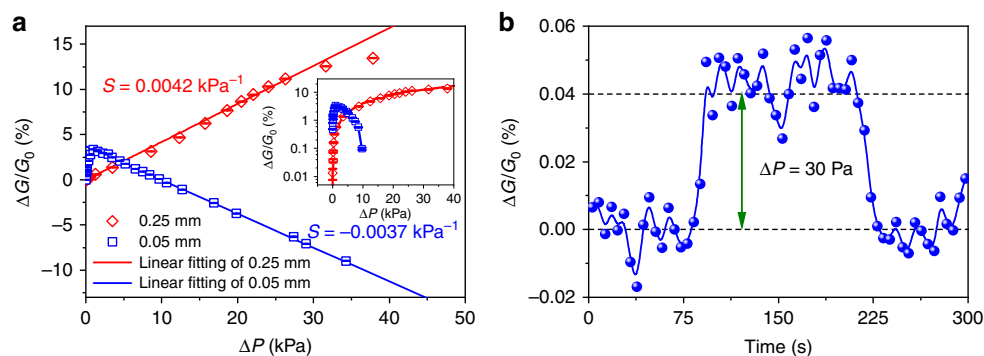 a
15
10
5
0
−5
−10
0
10
20
30
40
50
ΔG/G0 (%)
ΔP (kPa)
S = 0.0042 kPa−1
S = −0.0037 kPa−1
0.25 mm
0.05 mm
Linear fitting of 0.25 mm
Linear fitting of 0.05 mm
10
1
0.1
0.01
0
10
20
30
40
ΔG/G0 (%)
ΔP (kPa)
b
0.06
0.04
0.02
0.00
−0.02
0
75
150
225
300
ΔG/G0 (%)
Time (s)
ΔP = 30 Pa